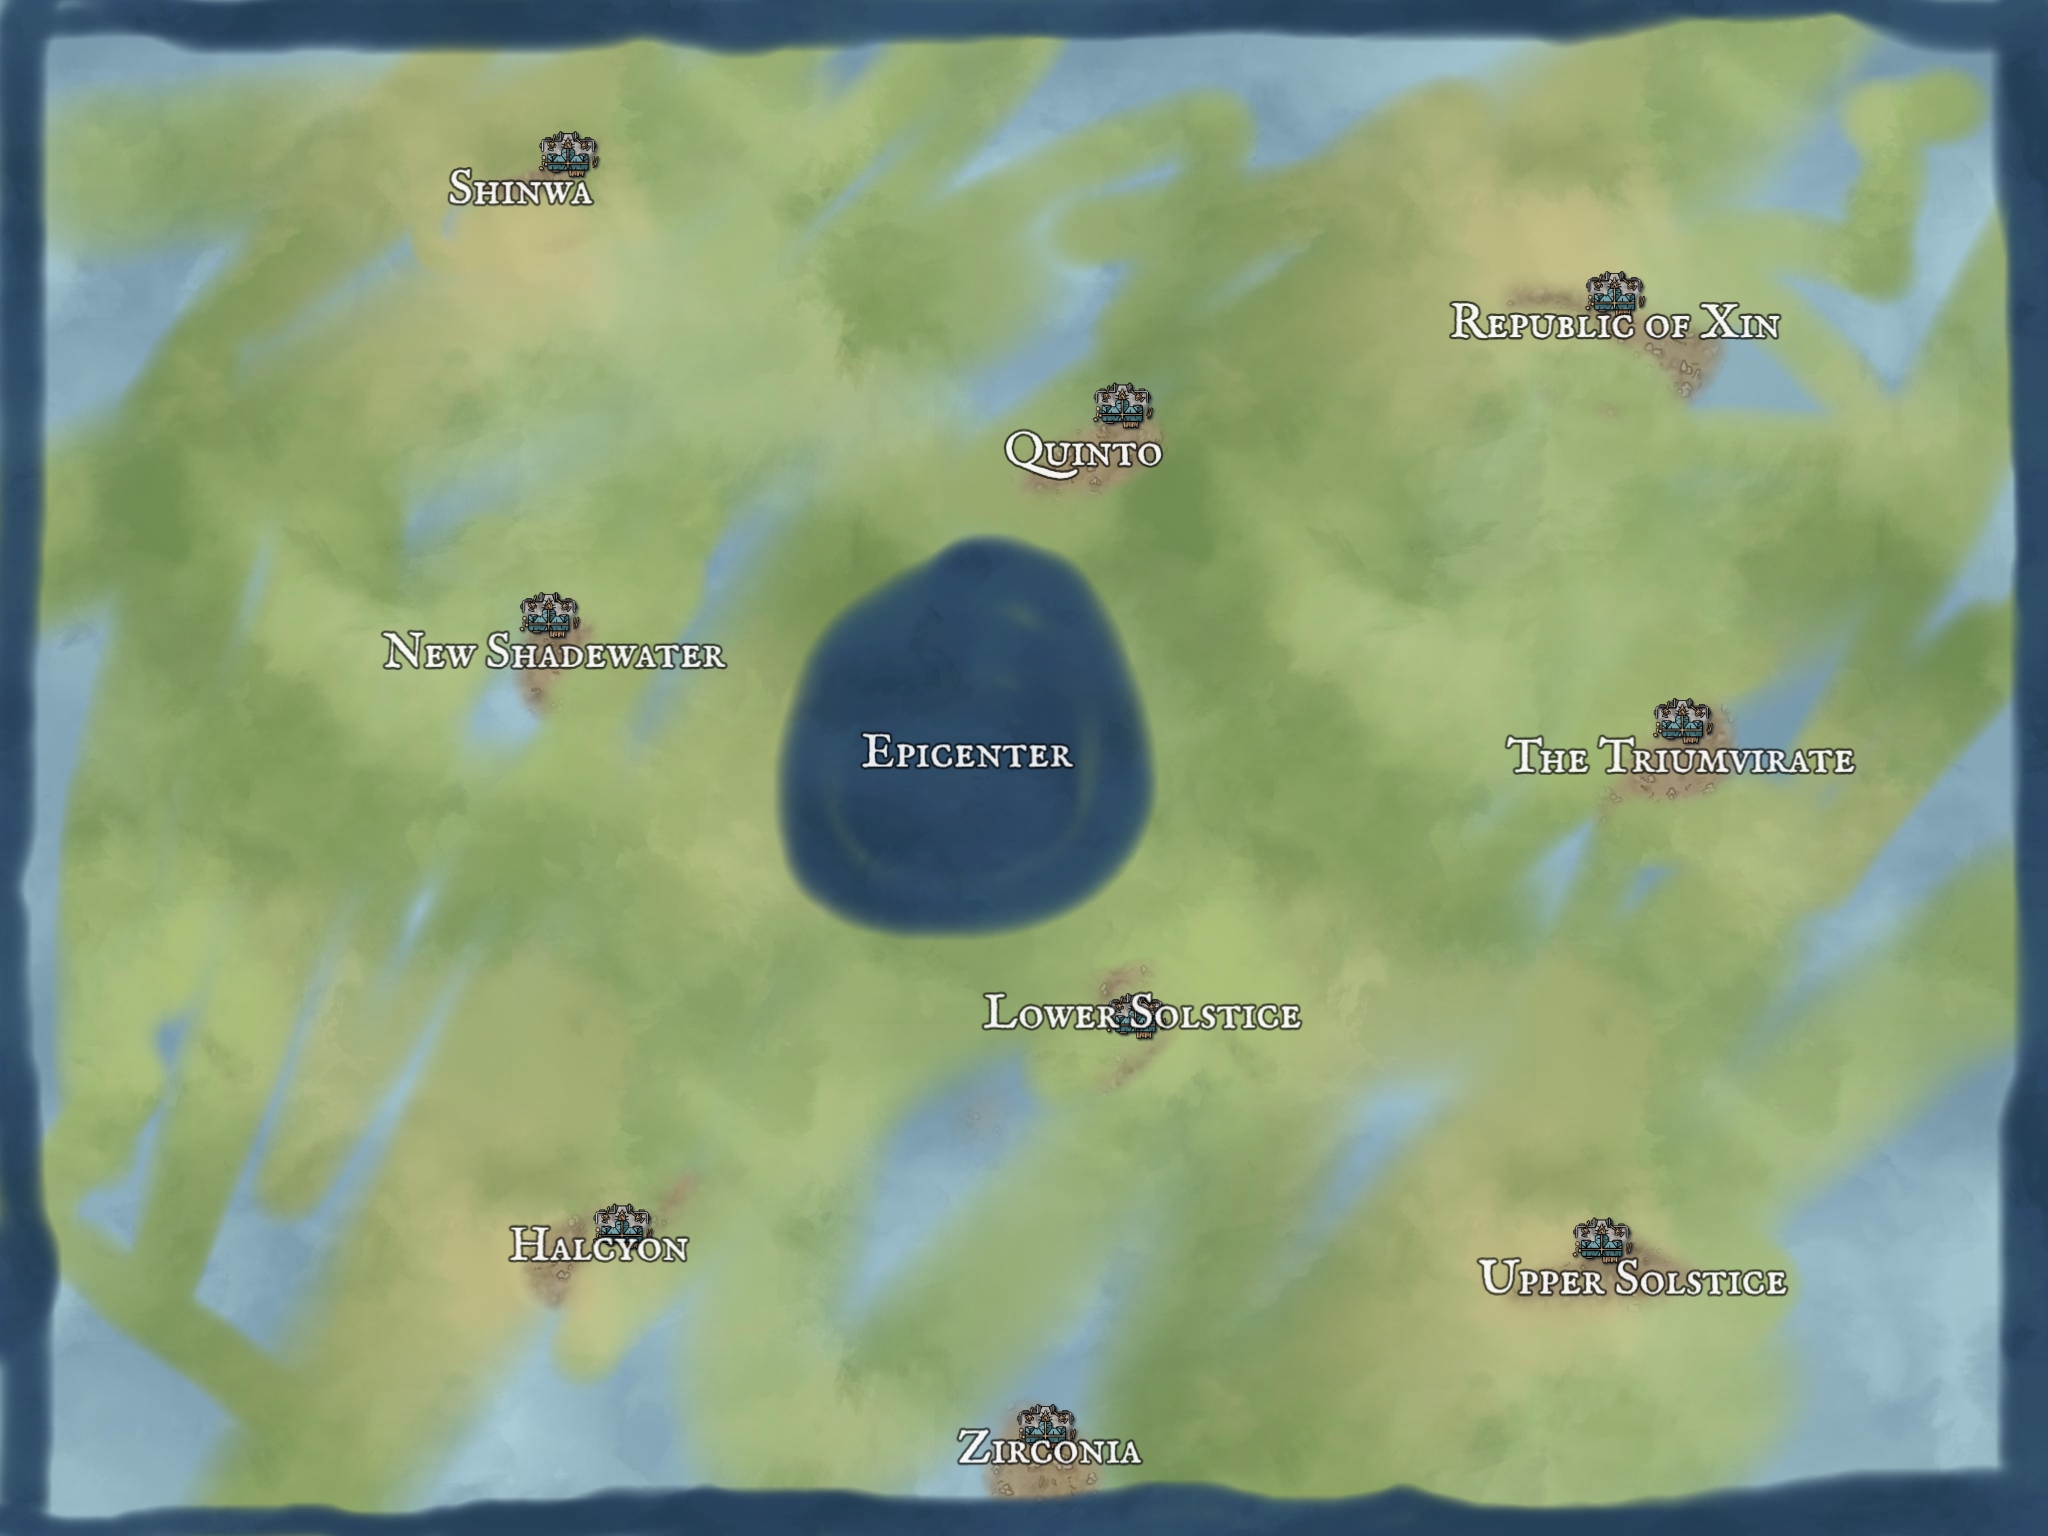 Shinwa
Republic of Xin
Quinto
New Shadewater
Epicenter
The Triumvirate
Lower Solstice
Halcyon
Upper Solstice
Zirconia